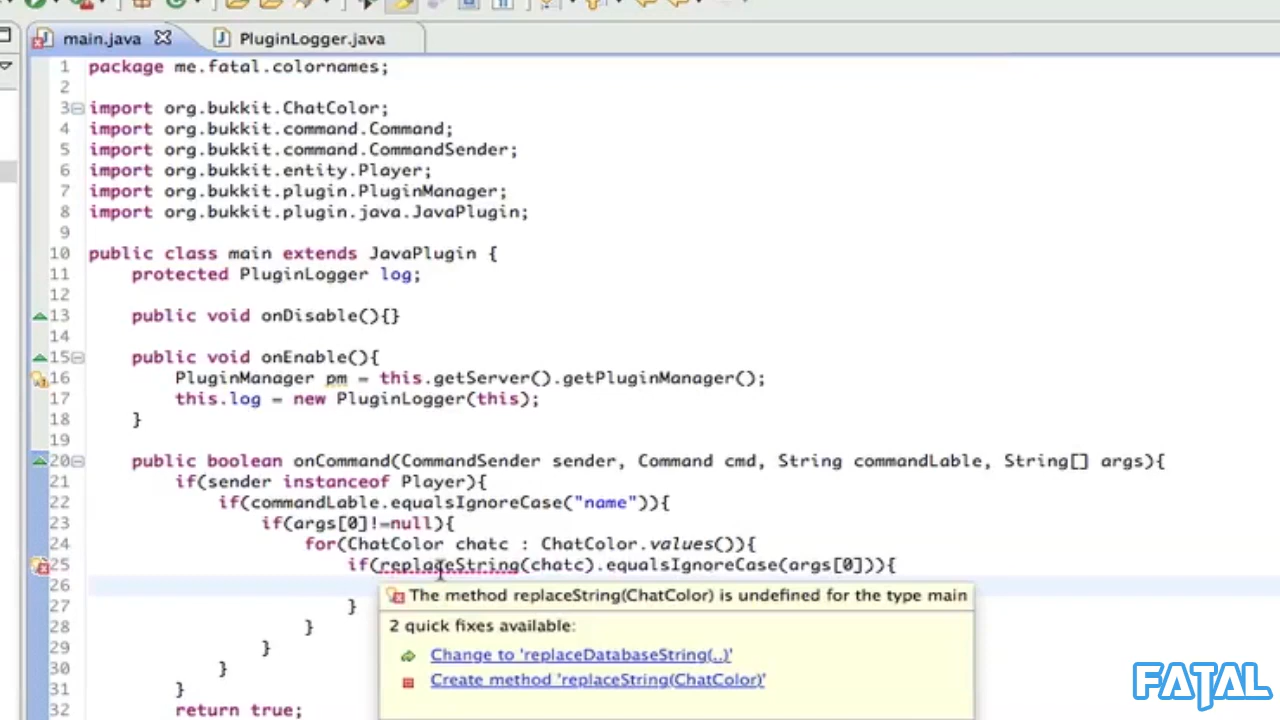 main.java
PluginLogger.java
1 package me.fatal.colornames;
2
3 import org.bukkit.ChatColor;
4 import org.bukkit.command.Command;
5 import org.bukkit.command.CommandSender;
6 import org.bukkit.entity.Player;
7 import org.bukkit.plugin.PluginManager;
8 import org.bukkit.plugin.java.JavaPlugin;
9
10 public class main extends JavaPlugin {
11 protected PluginLogger log;
12
13 public void onDisable(){}
14
15 public void onEnable(){
16 PluginManager pm = this.getServer().getPluginManager();
17 this.log = new PluginLogger(this);
18 }
19
20 public boolean onCommand(CommandSender sender, Command cmd, String commandLable, String[] args){
21 if(sender instanceof Player){
22 if(commandLable.equalsIgnoreCase("name")){
23 if(args[0]!=null){
24 for(ChatColor chatc : ChatColor.values()){
25 if(replaceString(chatc).equalsIgnoreCase(args[0])){
26
The method replaceString(ChatColor) is undefined for the type main
27 }
2 quick fixes available:
28 }
29 }
Change to 'replaceDatabaseString(..)'
30 }
Create method 'replaceString(ChatColor)'
31 }
32 return true;
FATAL